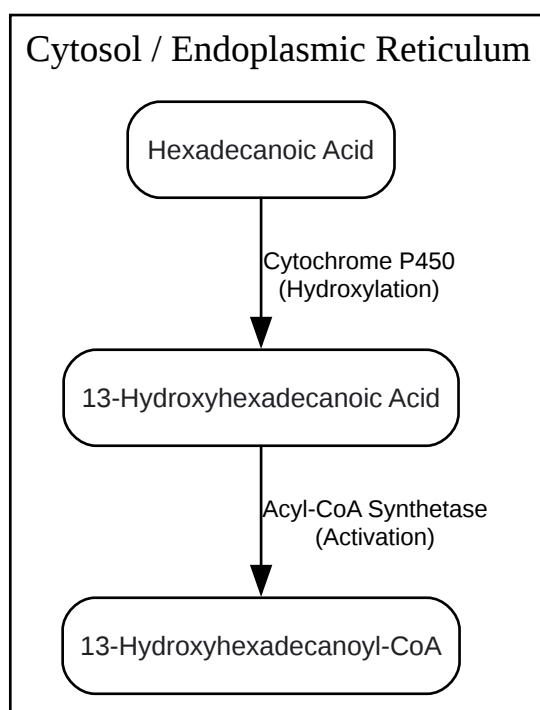 Cytosol / Endoplasmic Reticulum
Hexadecanoic Acid
Cytochrome P450
(Hydroxylation)
13-Hydroxyhexadecanoic Acid
Acyl-CoA Synthetase
(Activation)
13-Hydroxyhexadecanoyl-CoA